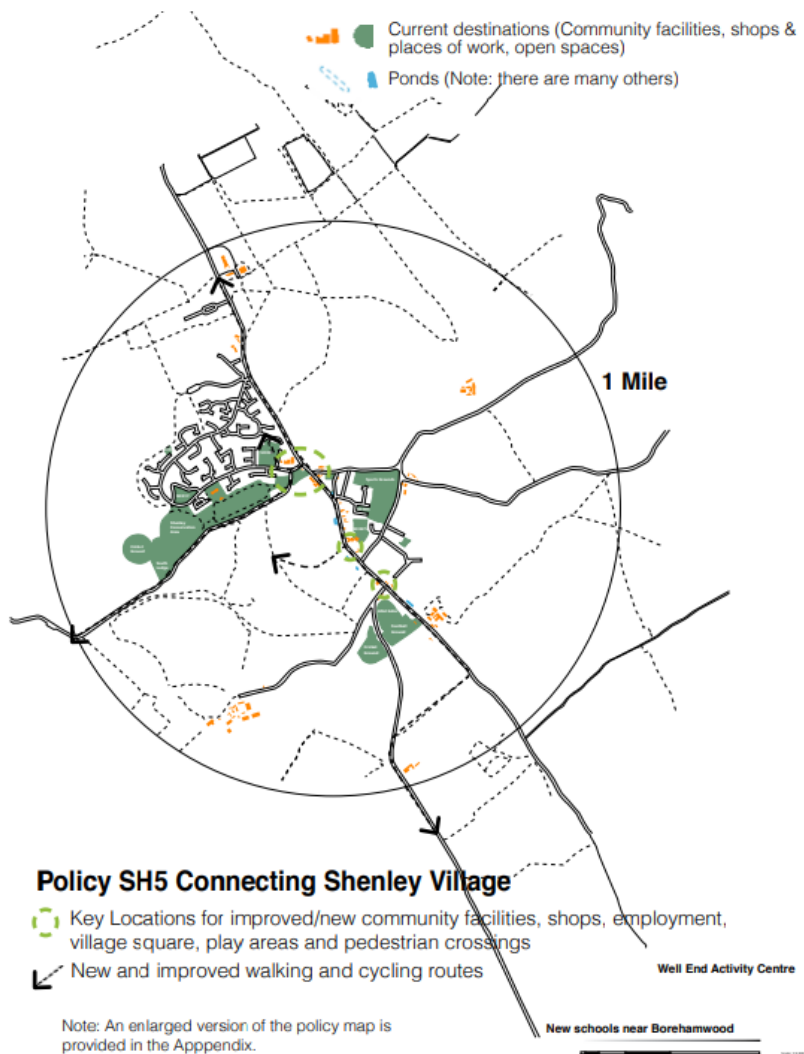 Current destinations (Community facilities, shops &
places of work, open spaces)
Ponds (Note: there are many others)
1 Mile
Policy SH5 Connecting Shenley Village
Key Locations for improved/new community facilities, shops, employment,
village square, play areas and pedestrian crossings
New and improved walking and cycling routes
Well End Activity Centre
Note: An enlarged version of the policy map is
provided in the Apppendix.
New schools near Borehamwood